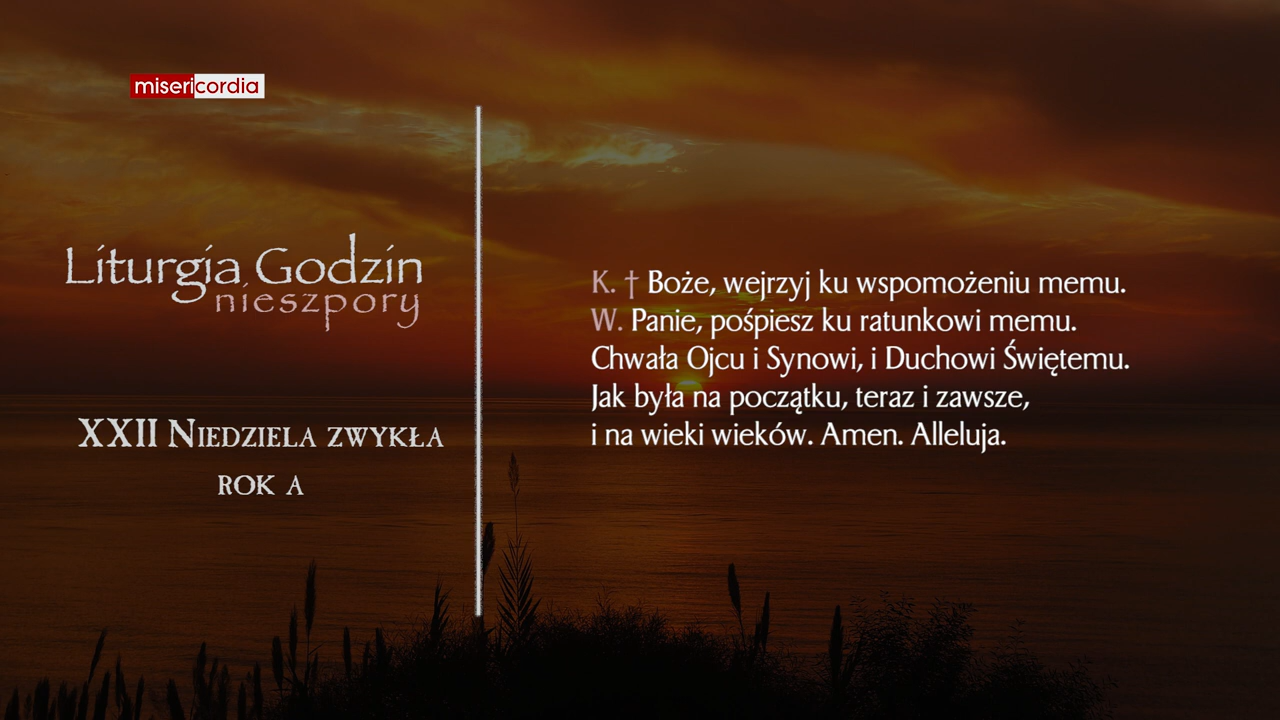 misericordia
Liturgia Godzin
nieszpory
XXII Niedziela zwykła
rok a
K. † Boże, wejrzyj ku wspomożeniu memu.
W. Panie, pośpiesz ku ratunkowi memu.
Chwała Ojcu i Synowi, i Duchowi Świętemu.
Jak była na początku, teraz i zawsze,
i na wieki wieków. Amen. Alleluja.